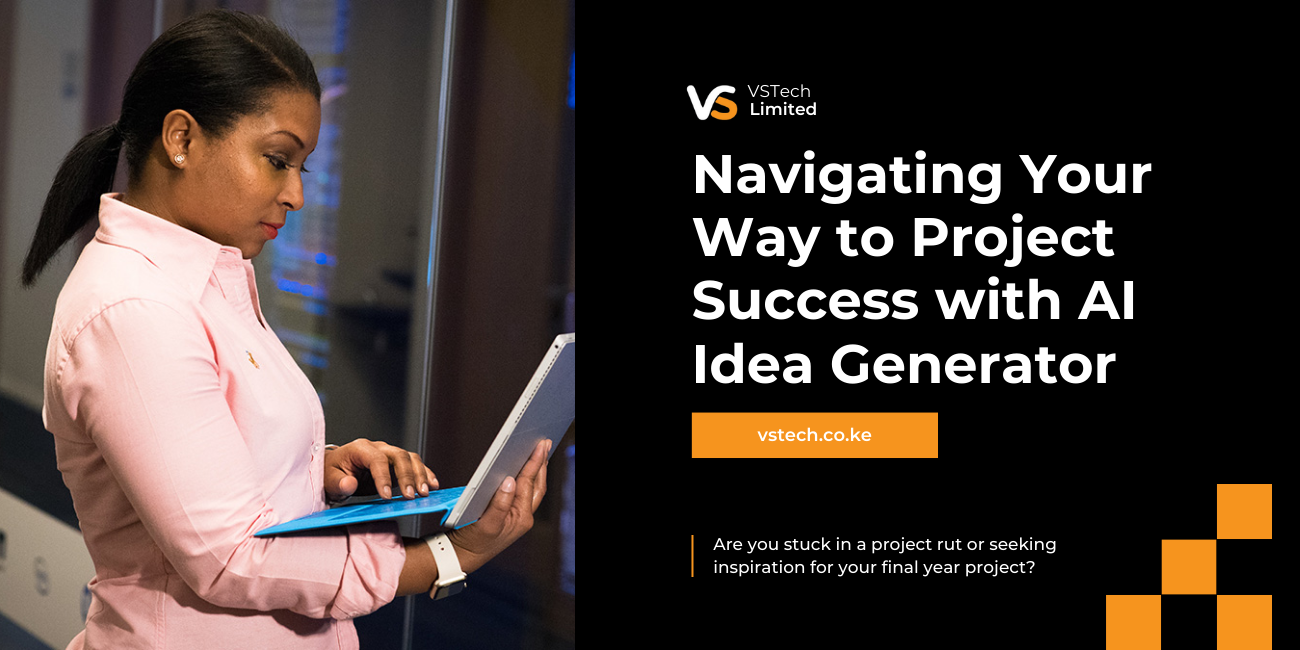 VS
VSTech
Limited
Navigating Your
Way to Project
Success with AI
Idea Generator
vstech.co.ke
Are you stuck in a project rut or seeking
inspiration for your final year project?